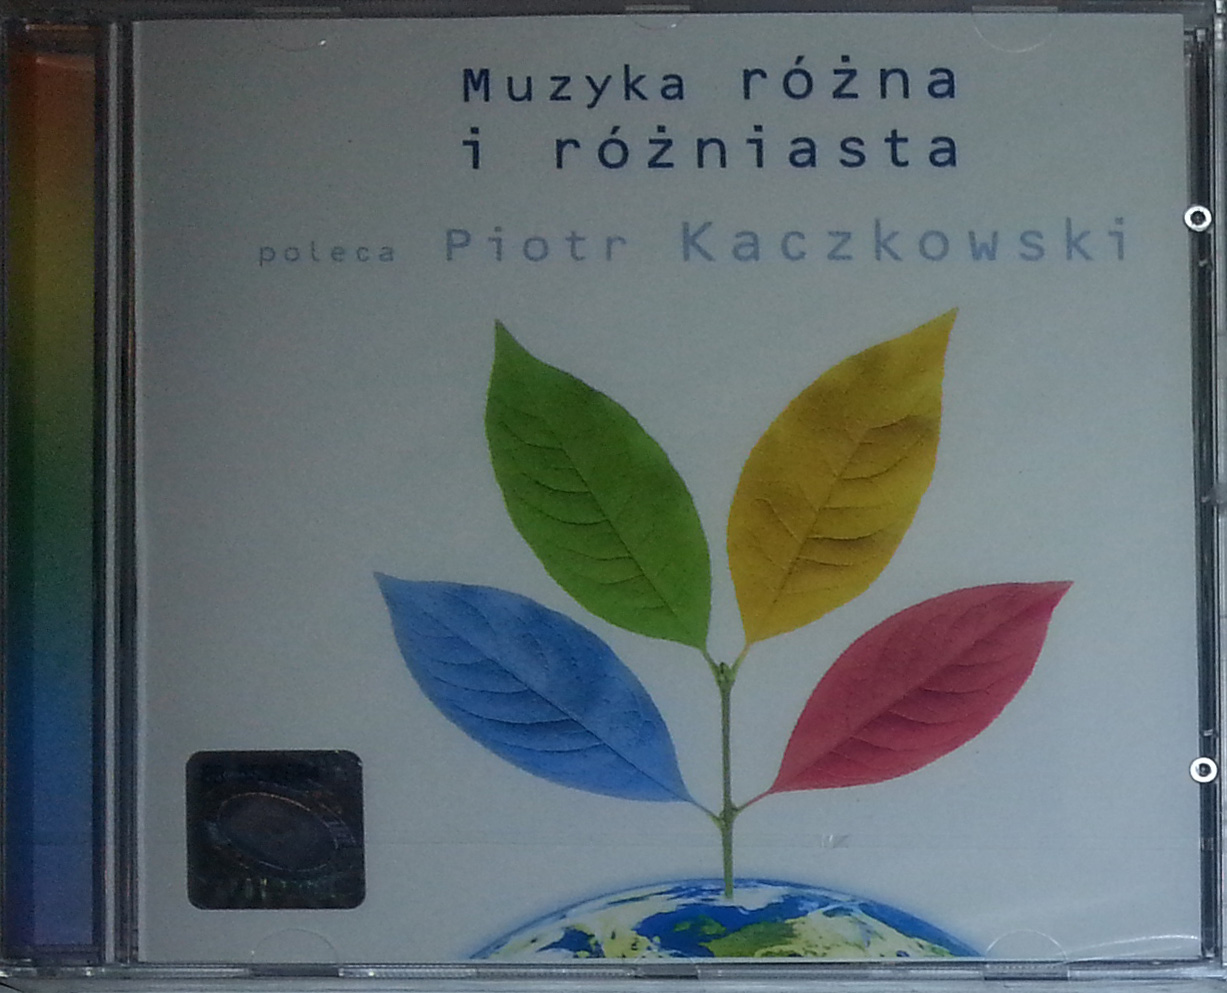 Muzyka różna
i różniasta
poleca Piotr Kaczkowski